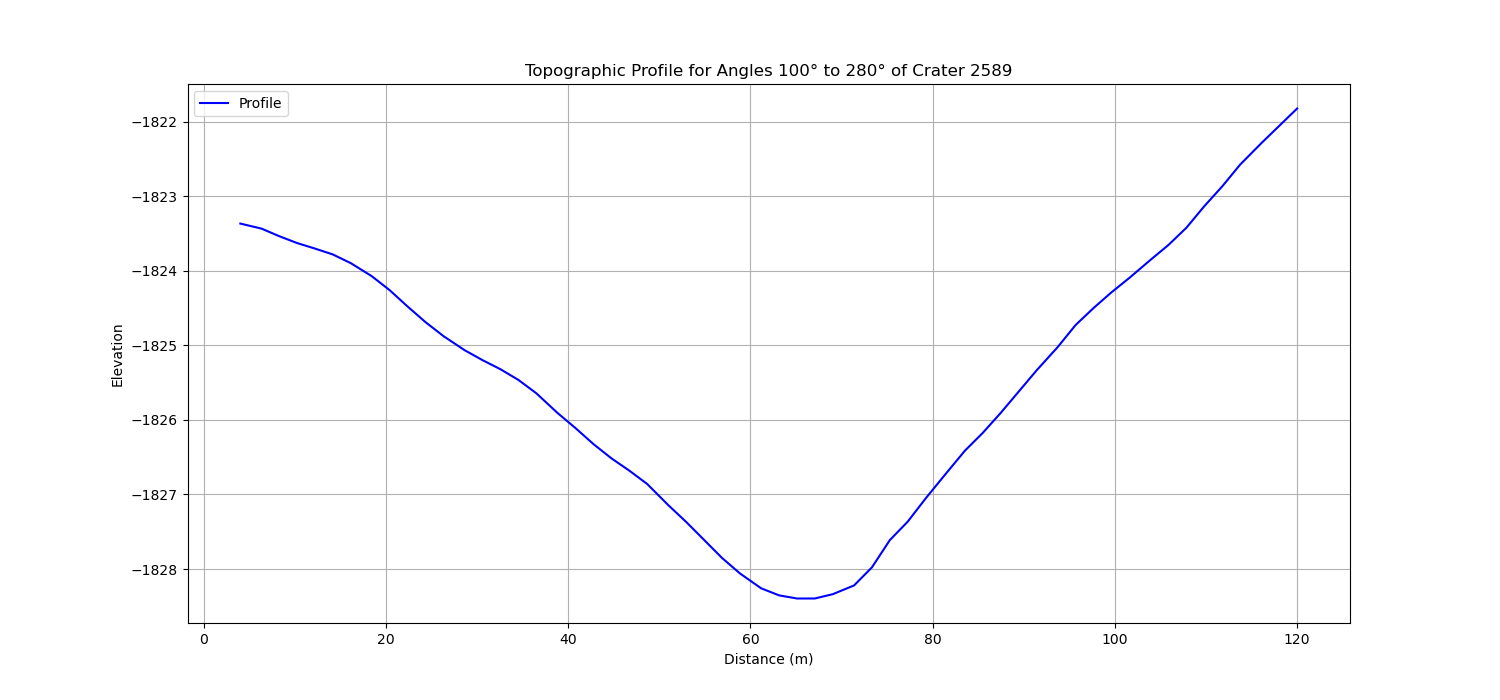 Topographic Profile for Angles 100° to 280° of Crater 2589
Profile
−1822
−1823
−1824
−1825
−1826
−1827
−1828
Elevation
0 20 40 60 80 100 120
Distance (m)